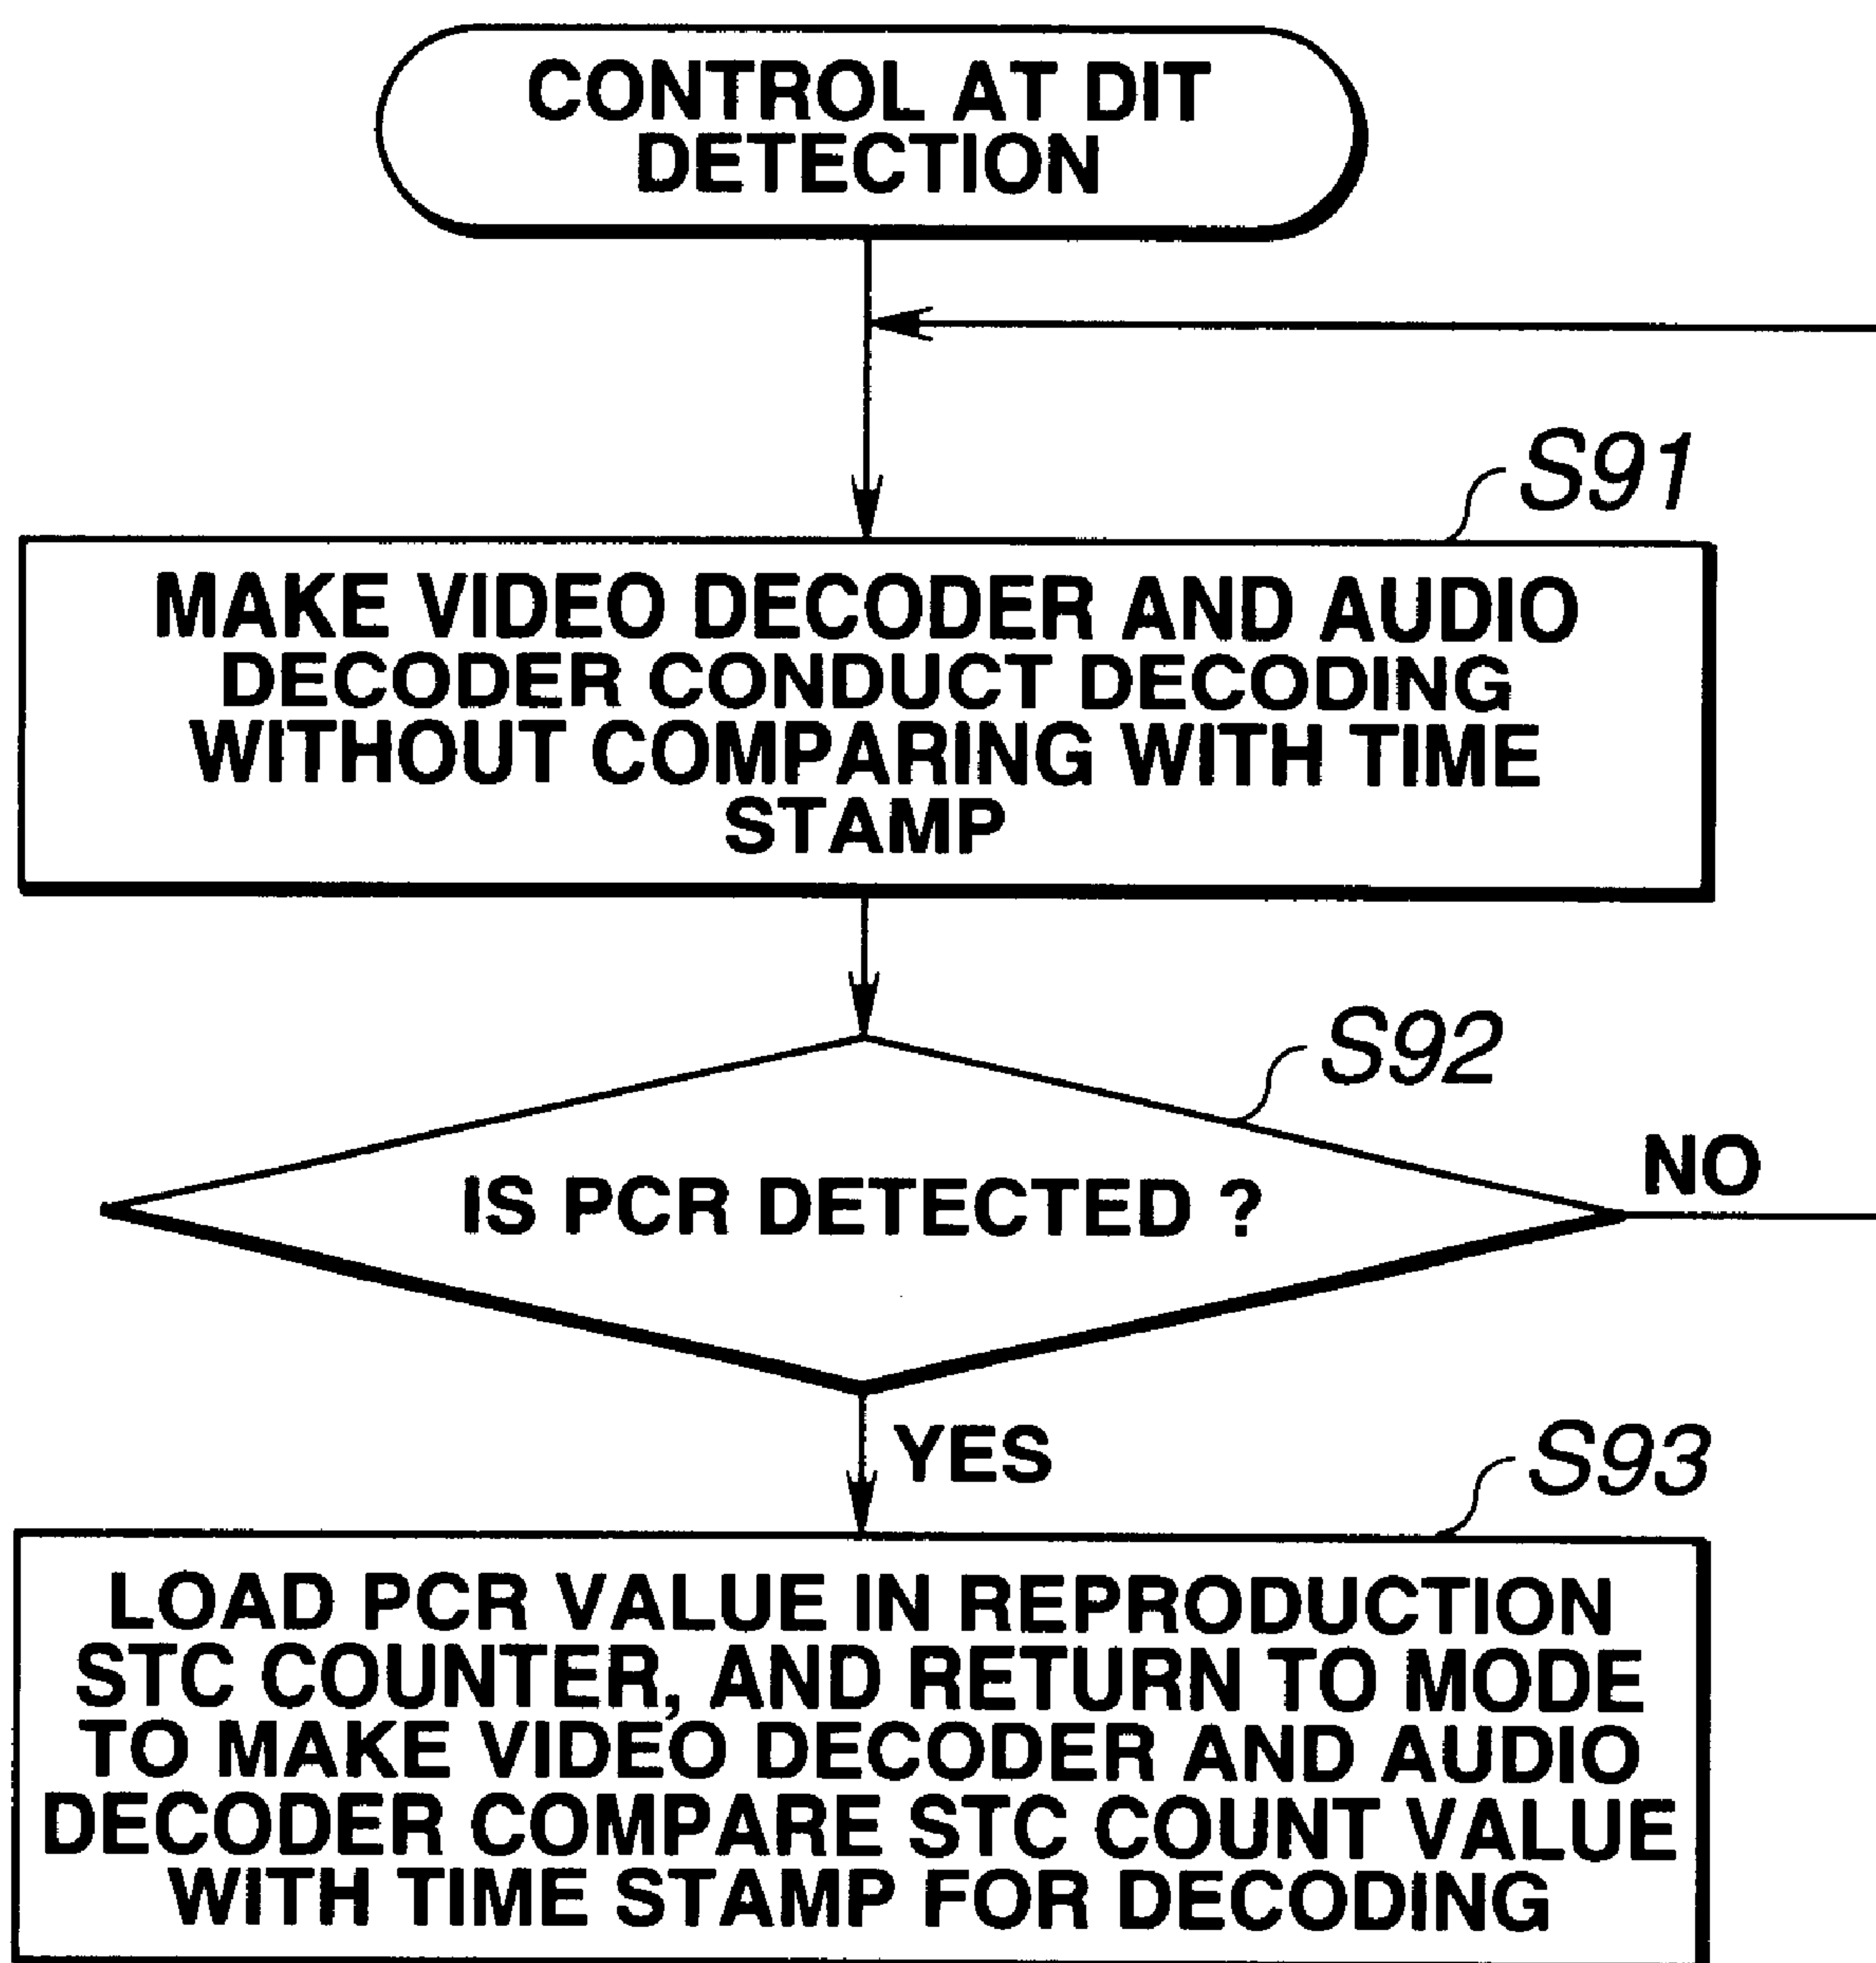 CONTROL AT DIT
DETECTION
S91
MAKE VIDEO DECODER AND AUDIO
DECODER CONDUCT DECODING
WITHOUT COMPARING WITH TIME
STAMP
S92
IS PCR DETECTED ?
NO
YES
S93
LOAD PCR VALUE IN REPRODUCTION
STC COUNTER, AND RETURN TO MODE
TO MAKE VIDEO DECODER AND AUDIO
DECODER COMPARE STC COUNT VALUE
WITH TIME STAMP FOR DECODING